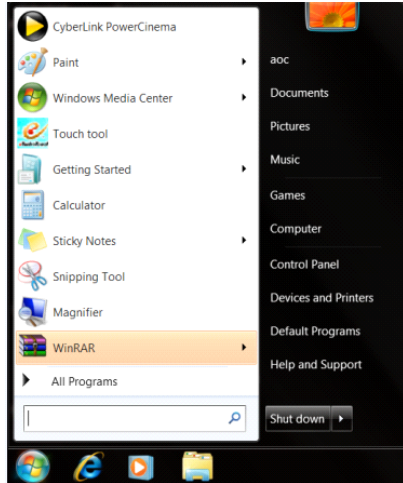 CyberLink PowerCinema
Paint
Windows Media Center
Touch tool
Getting Started
Calculator
Sticky Notes
Snipping Tool
Magnifier
WinRAR
All Programs
aoc
Documents
Pictures
Music
Games
Computer
Control Panel
Devices and Printers
Default Programs
Help and Support
Shut down